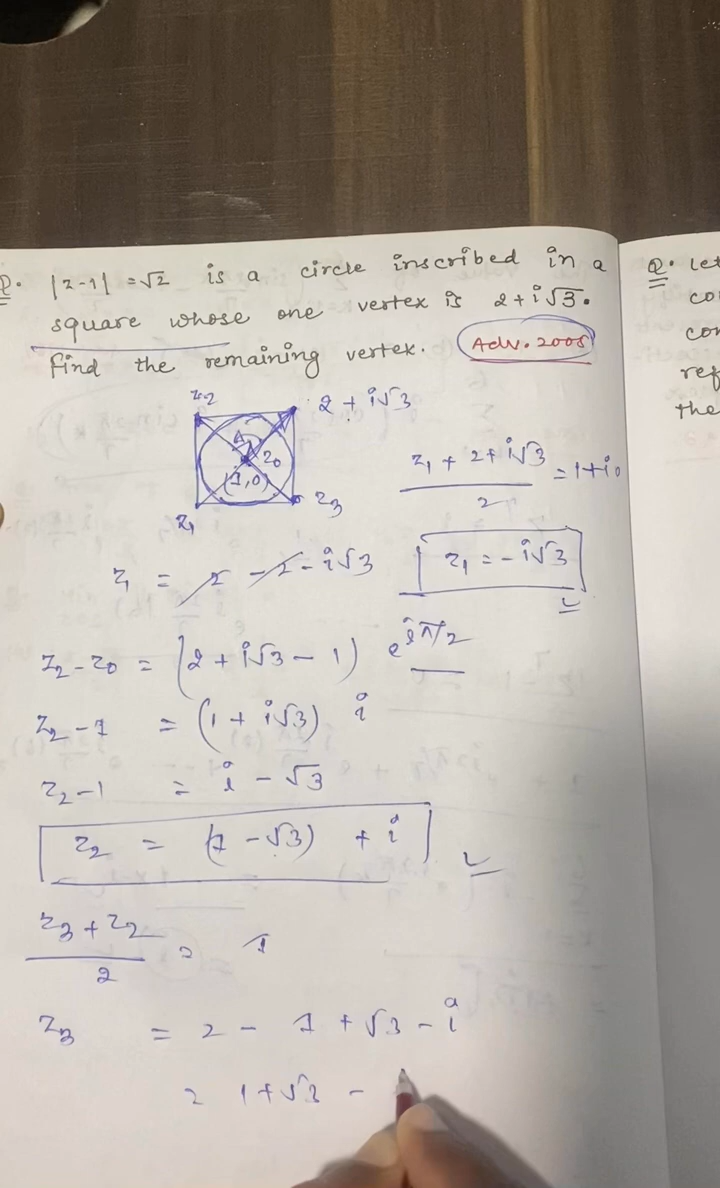 Q. |z-1| = √2 is a circle inscribed in a
square whose one vertex is 2+i√3.
find the remaining vertex. Adv. 2005
z2
2 + i√3
z0
(1,0)
z1
z3
z1 + 2+i√3 / 2 = 1+i0
z1 = 2 - 2 - i√3
z1 = -i√3
z2 - z0 = (2 + i√3 - 1) e^iπ/2
z2 - 1 = (1 + i√3) i
z2 - 1 = i - √3
z2 = (1 - √3) + i
z3 + z2 / 2 = 1
z3 = 2 - 1 + √3 - i
= 1+√3 -
Q. Let
the